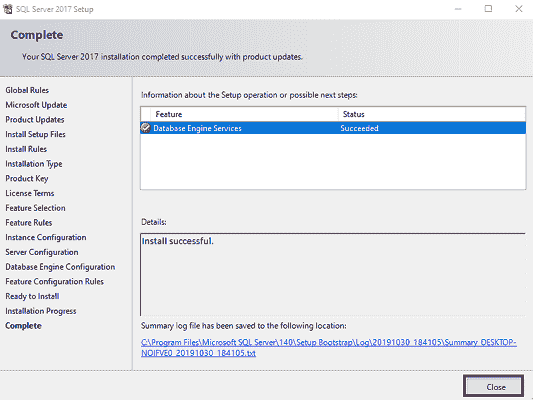 SQL Server 2017 Setup
Complete
Your SQL Server 2017 installation completed successfully with product updates.
Global Rules
Microsoft Update
Product Updates
Install Setup Files
Install Rules
Installation Type
Product Key
License Terms
Feature Selection
Feature Rules
Instance Configuration
Server Configuration
Database Engine Configuration
Feature Configuration Rules
Ready to Install
Installation Progress
Complete
Information about the Setup operation or possible next steps:
Feature Status
Database Engine Services Succeeded
Details:
Install successful.
Summary log file has been saved to the following location:
C:\Program Files\Microsoft SQL Server\140\Setup Bootstrap\Log\20191030_184105\Summary_DESKTOP-
NOIFVE0_20191030_184105.txt
Close